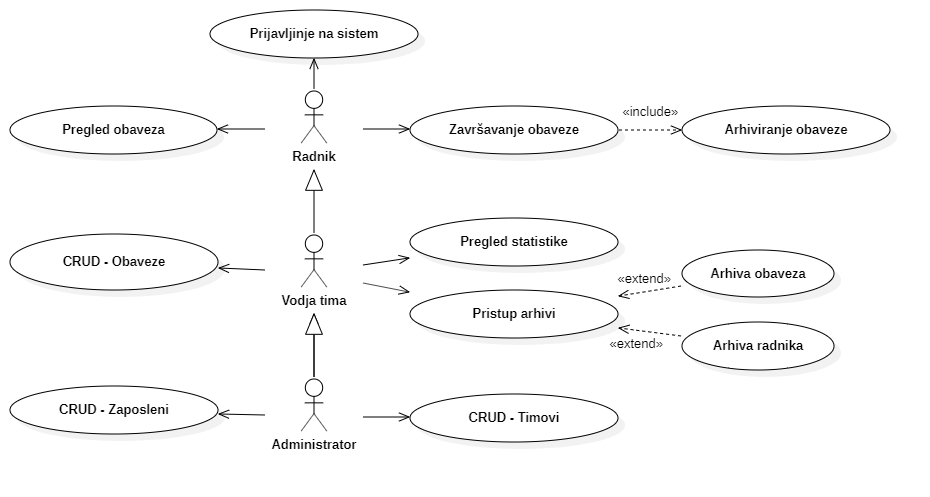 Prijavljinje na sistem
Pregled obaveza
Završavanje obaveze
«include»
Arhiviranje obaveze
Radnik
CRUD - Obaveze
Pregled statistike
Vodja tima
Pristup arhivi
«extend»
Arhiva obaveza
«extend»
Arhiva radnika
CRUD - Zaposleni
Administrator
CRUD - Timovi